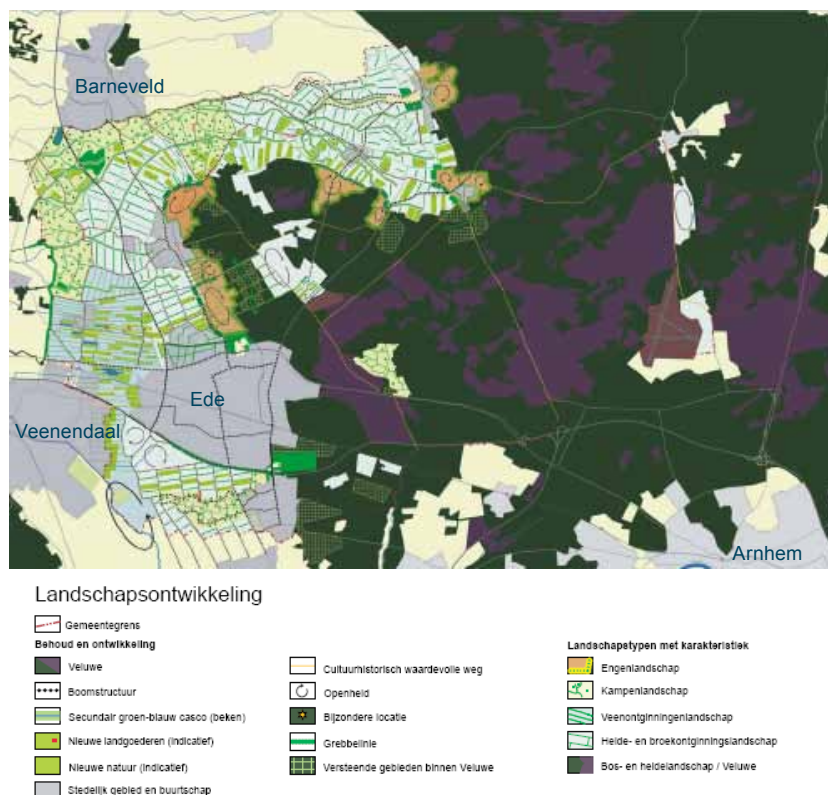 Barneveld
Ede
Veenendaal
Arnhem
Landschapsontwikkeling
Gemeentegrens
Behoud en ontwikkeling
Veluwe
Boomstructuur
Secundair groen-blauw casco (beken)
Nieuwe landgoederen (indicatief)
Nieuwe natuur (indicatief)
Stedelijk gebied en buurtschap
Cultuurhistorisch waardevolle weg
Openheid
Bijzondere locatie
Grebbelinie
Versteende gebieden binnen Veluwe
Landschapstypen met karakteristiek
Engenlandschap
Kampenlandschap
Veenontginningenlandschap
Heide- en broekontginningslandschap
Bos- en heidelandschap / Veluwe